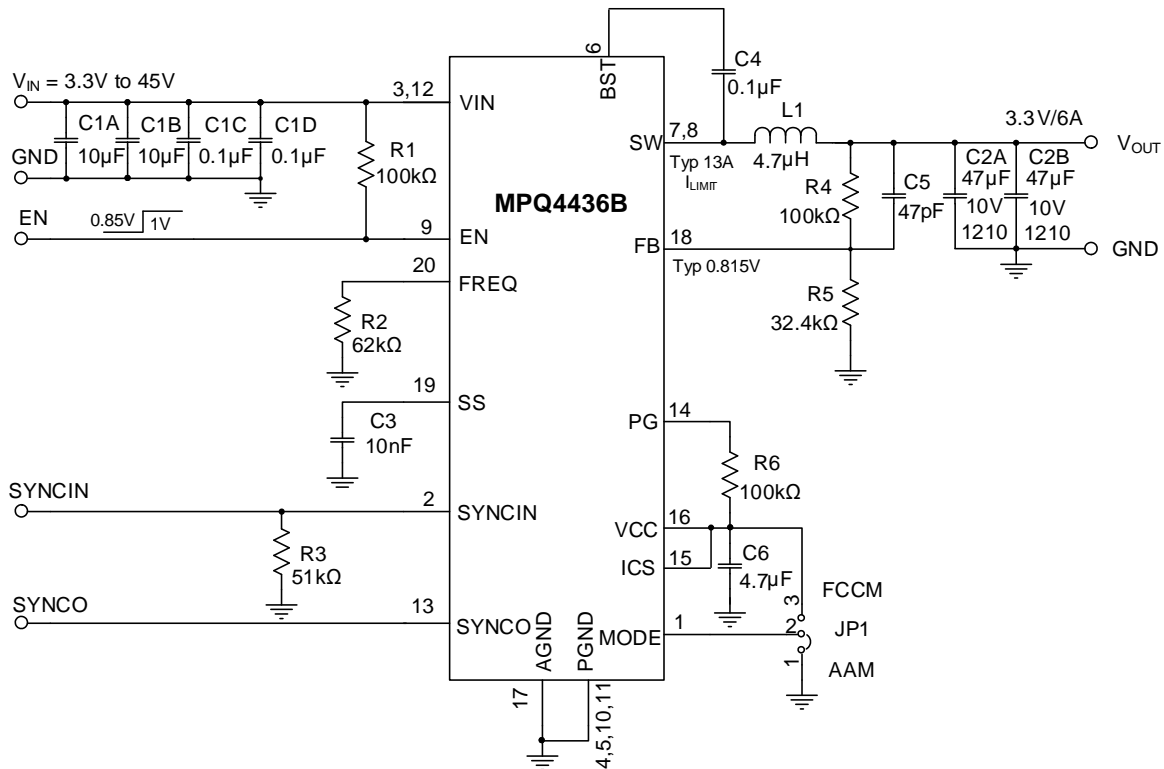 V_IN = 3.3V to 45V
GND
EN
0.85V
1V
C1A
10µF
C1B
10µF
C1C
0.1µF
C1D
0.1µF
R1
100kΩ
3,12
VIN
9
EN
20
FREQ
R2
62kΩ
19
SS
C3
10nF
SYNCIN
2
SYNCIN
R3
51kΩ
SYNCO
13
SYNCO
MPQ4436B
6
BST
C4
0.1µF
SW
7,8
Typ 13A
I_LIMIT
L1
4.7µH
3.3V/6A
V_OUT
R4
100kΩ
C5
47pF
C2A
47µF
10V
1210
C2B
47µF
10V
1210
GND
FB
18
Typ 0.815V
R5
32.4kΩ
PG
14
R6
100kΩ
VCC
16
ICS
15
C6
4.7µF
MODE
1
3
FCCM
2
JP1
1
AAM
AGND
17
PGND
4,5,10,11